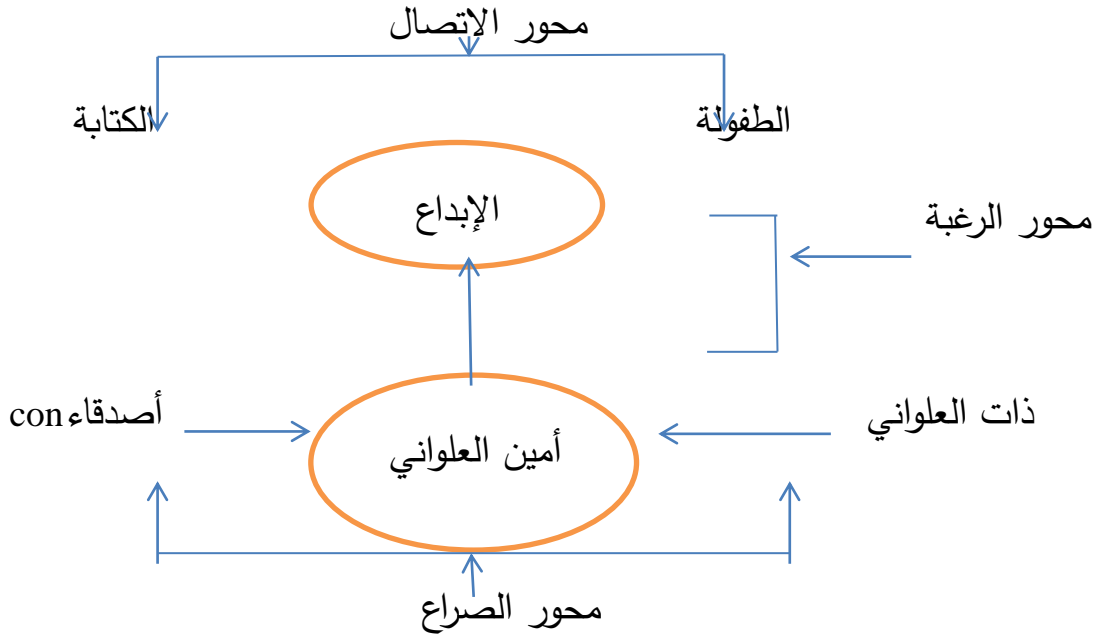 محور الاتصال
الطفولة
الكتابة
الإبداع
محور الرغبة
ذات العلواني
أمين العلواني
أصدقاء con
محور الصراع